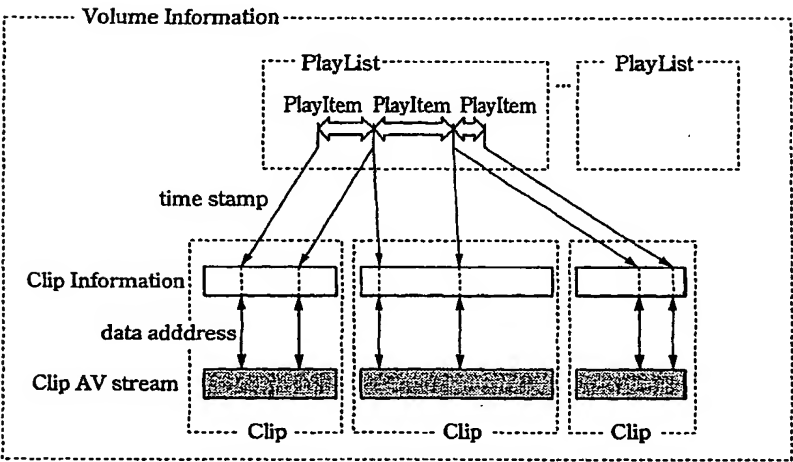 Volume Information
PlayList
PlayList
...
PlayItem PlayItem PlayItem
time stamp
Clip Information
data adddress
Clip AV stream
Clip
Clip
Clip